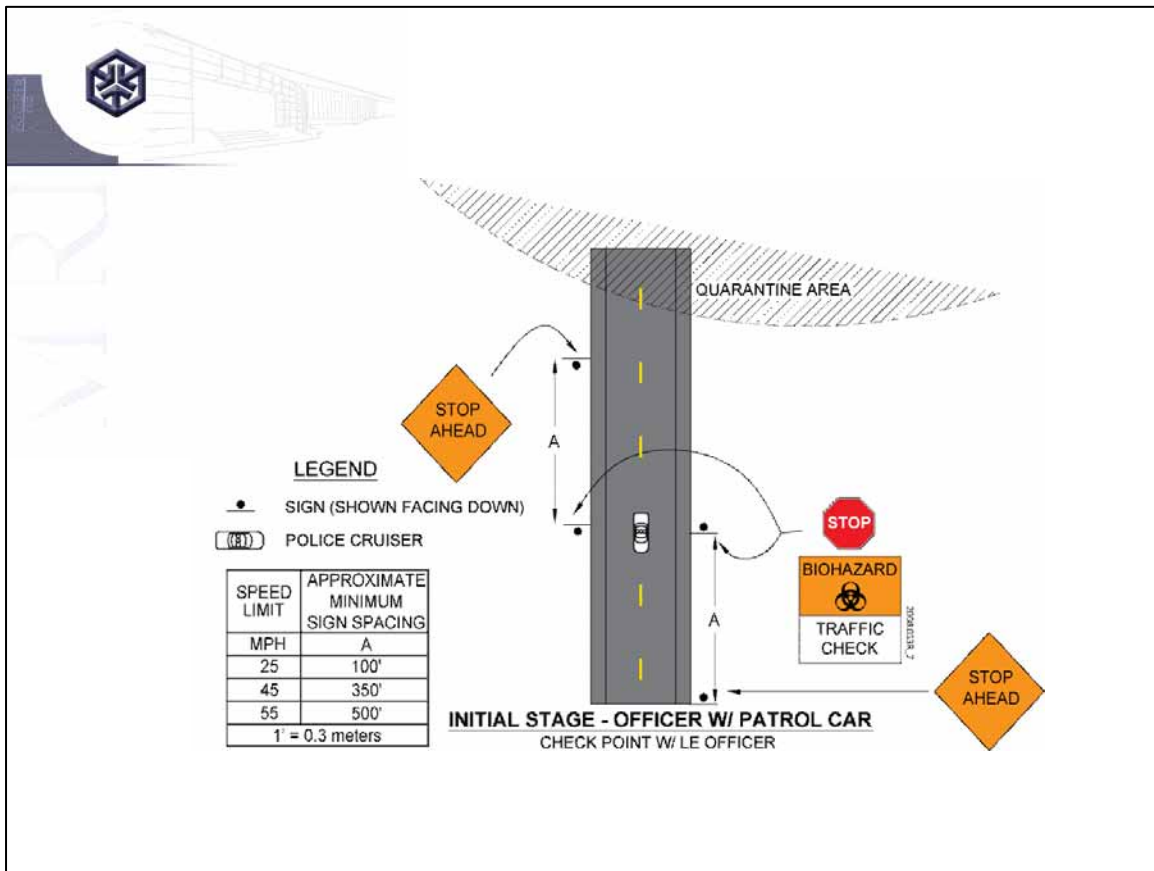 QUARANTINE AREA
STOP
AHEAD
A
LEGEND
SIGN (SHOWN FACING DOWN)
POLICE CRUISER
STOP
BIOHAZARD
TRAFFIC
CHECK
A
SPEED
LIMIT
APPROXIMATE
MINIMUM
SIGN SPACING
MPH A
25 100'
45 350'
55 500'
1' = 0.3 meters
STOP
AHEAD
INITIAL STAGE - OFFICER W/ PATROL CAR
CHECK POINT W/ LE OFFICER